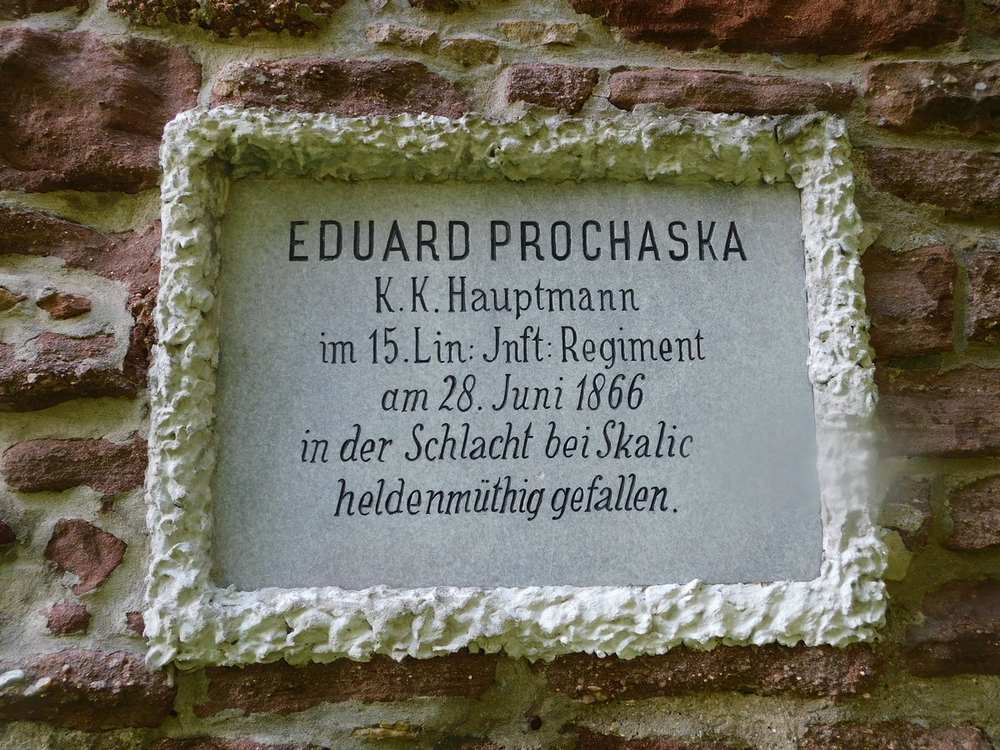 EDUARD PROCHASKA
K.K. Hauptmann
im 15. Lin: Jnft: Regiment
am 28. Juni 1866
in der Schlacht bei Skalic
heldenmüthig gefallen.